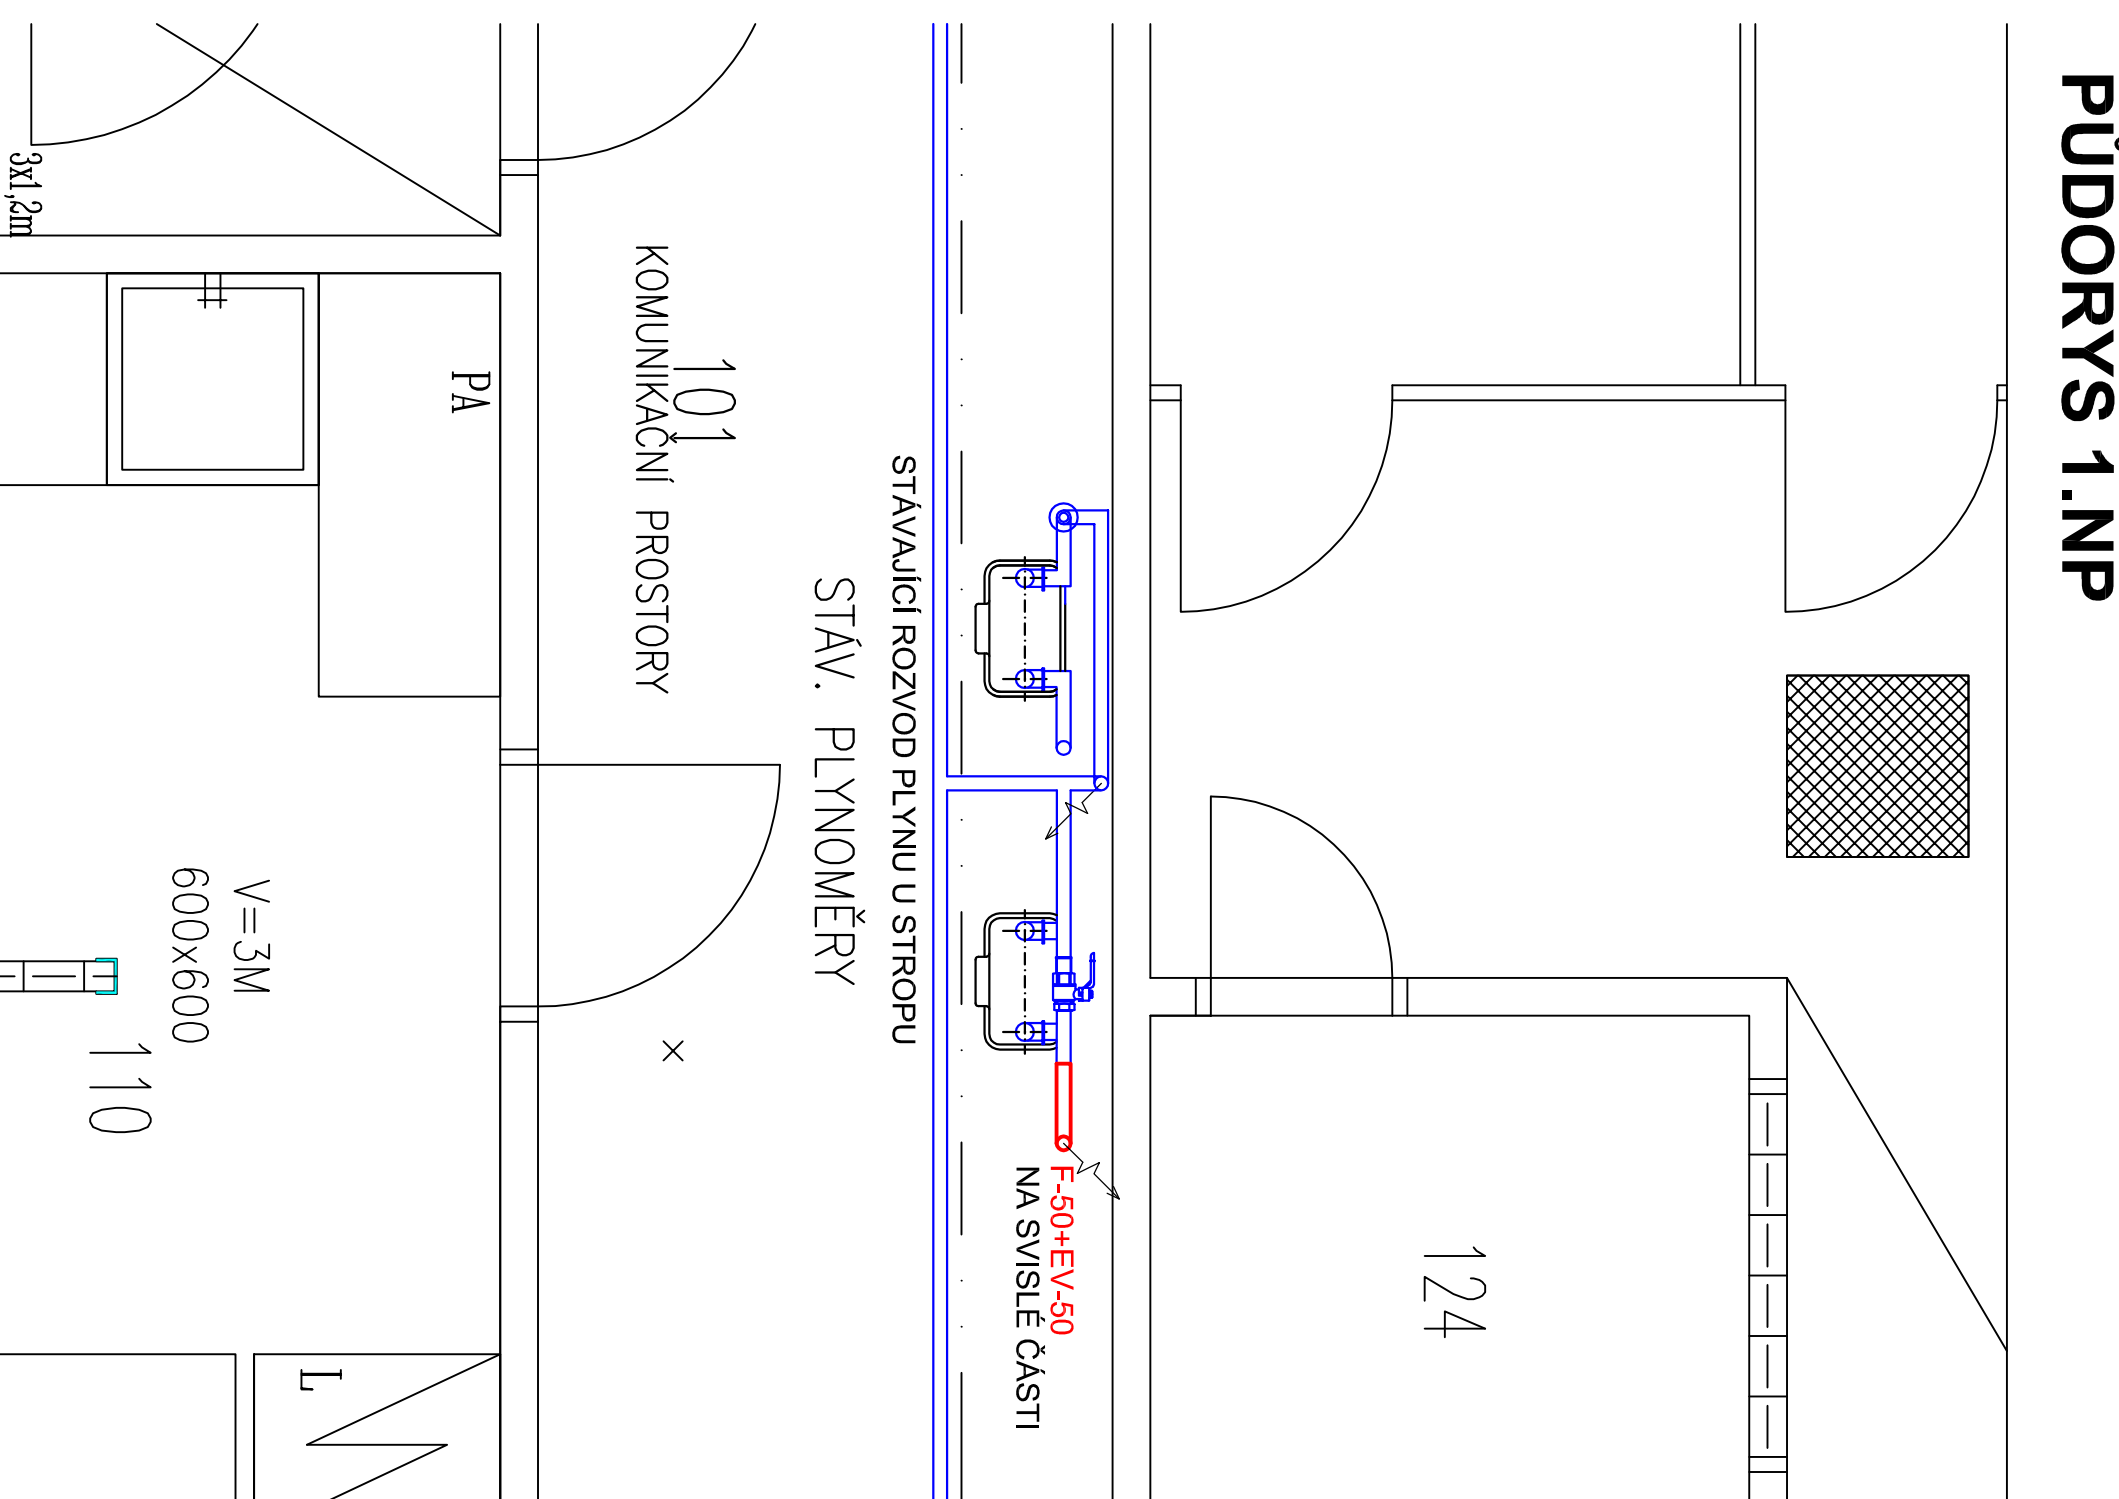 PŮDORYS 1.NP
124
F-50+EV-50
NA SVISLÉ ČÁSTI
STÁVAJÍCÍ ROZVOD PLYNU U STROPU
STÁV. PLYNOMĚRY
101
KOMUNIKAČNÍ PROSTORY
PA
L
V=3M
600x600
110
3x1,2m